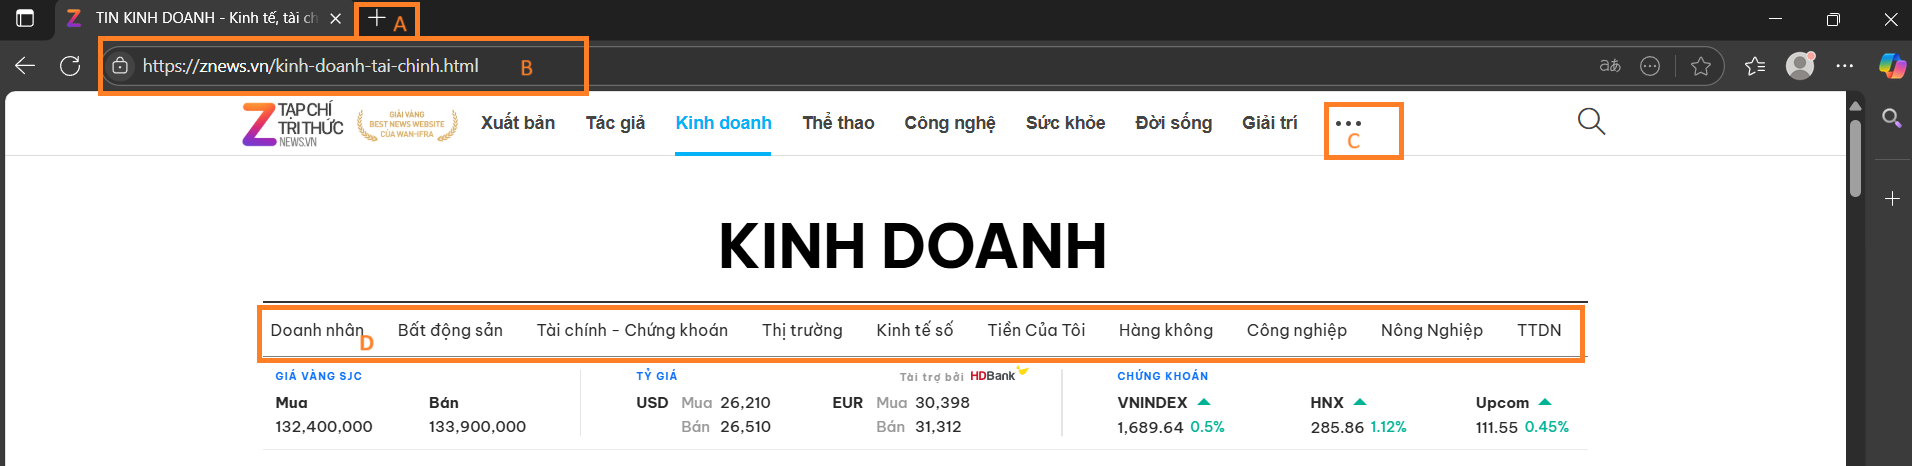 TIN KINH DOANH - Kinh tế, tài ch
A
https://znews.vn/kinh-doanh-tai-chinh.html B
aあ
TẠP CHÍ
TRI THỨC
NEWS.VN
GIẢI VÀNG
BEST NEWS WEBSITE
CỦA WAN-IFRA
Xuất bản Tác giả Kinh doanh Thể thao Công nghệ Sức khỏe Đời sống Giải trí
C
KINH DOANH
Doanh nhân Bất động sản Tài chính - Chứng khoán Thị trường Kinh tế số Tiền Của Tôi Hàng không Công nghiệp Nông Nghiệp TTDN
D
GIÁ VÀNG SJC TỶ GIÁ Tài trợ bởi HDBank CHỨNG KHOÁN
Mua Bán USD Mua 26,210 EUR Mua 30,398 VNINDEX HNX Upcom
132,400,000 133,900,000 Bán 26,510 Bán 31,312 1,689.64 0.5% 285.86 1.12% 111.55 0.45%